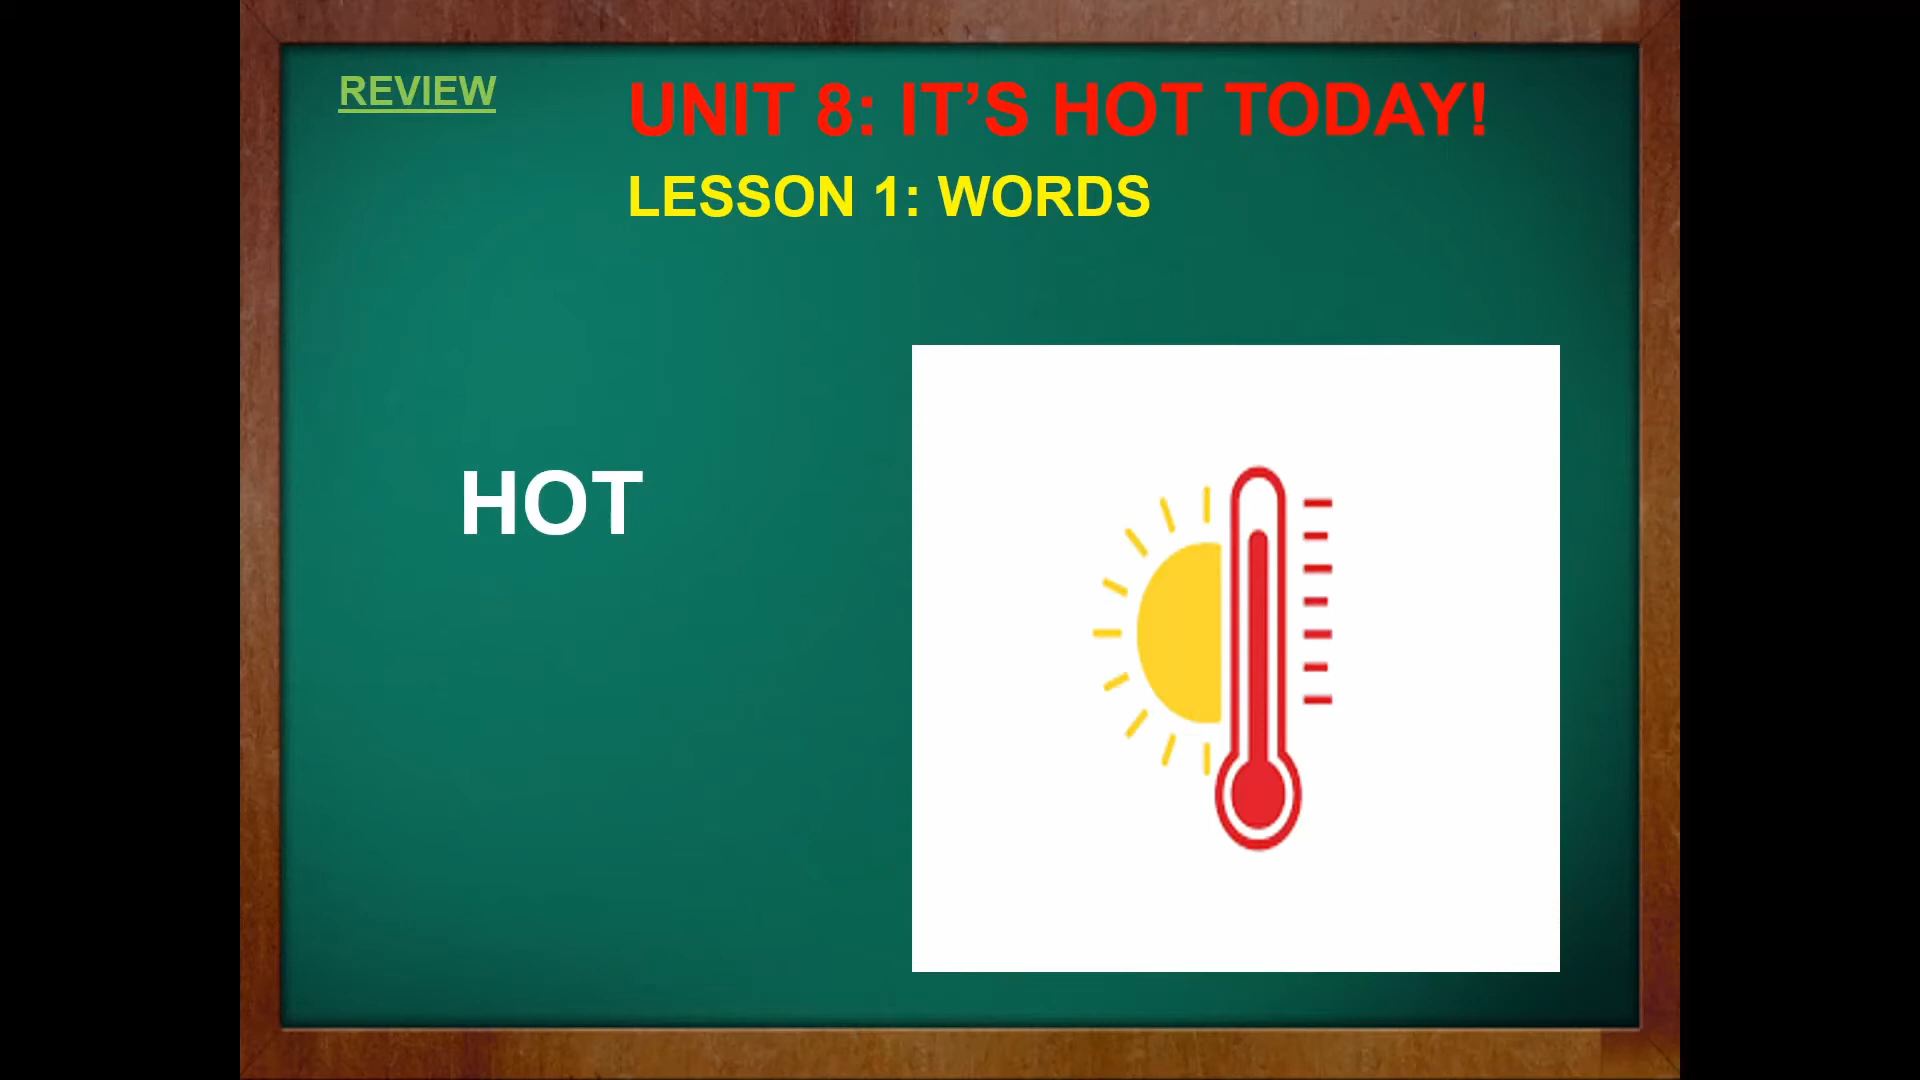 REVIEW
UNIT 8: IT’S HOT TODAY!
LESSON 1: WORDS
HOT